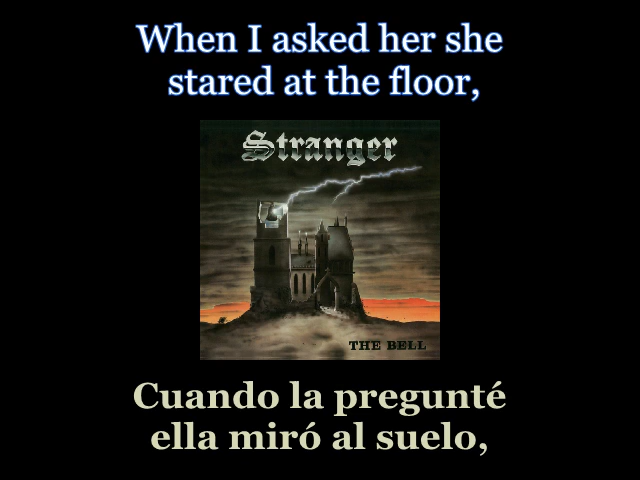 When I asked her she
stared at the floor,
Stranger
THE BELL
Cuando la pregunté
ella miró al suelo,